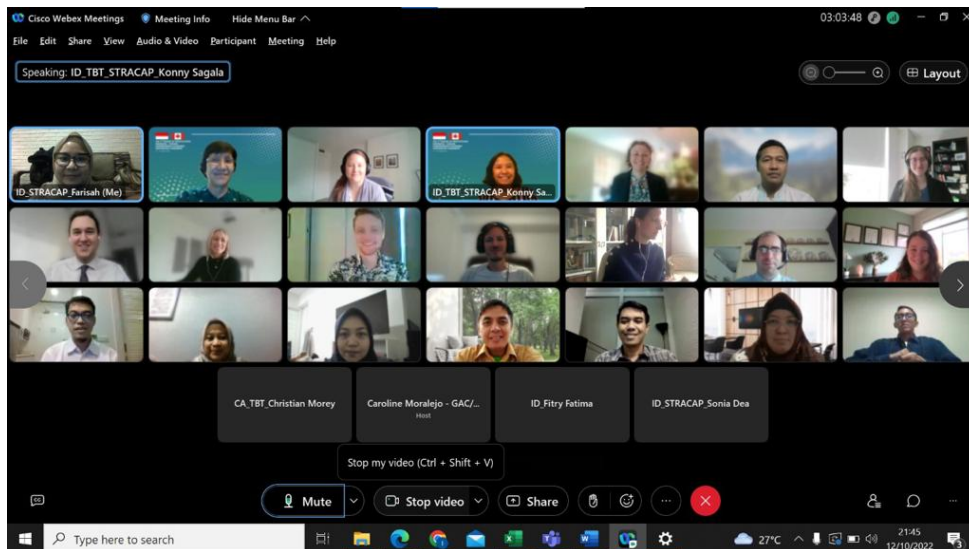 Cisco Webex Meetings Meeting Info Hide Menu Bar 03:03:48
File Edit Share View Audio & Video Participant Meeting Help
Speaking: ID_TBT_STRACAP_Konny Sagala
Layout
ID_STRACAP_Farisah (Me)
ID_TBT_STRACAP_Konny Sa...
CA_TBT_Christian Morey
Caroline Moralejo - GAC/...
Host
ID_Fitry Fatima
ID_STRACAP_Sonia Dea
Stop my video (Ctrl + Shift + V)
Mute Stop video Share
Type here to search
27°C
21:45
12/10/2022
3